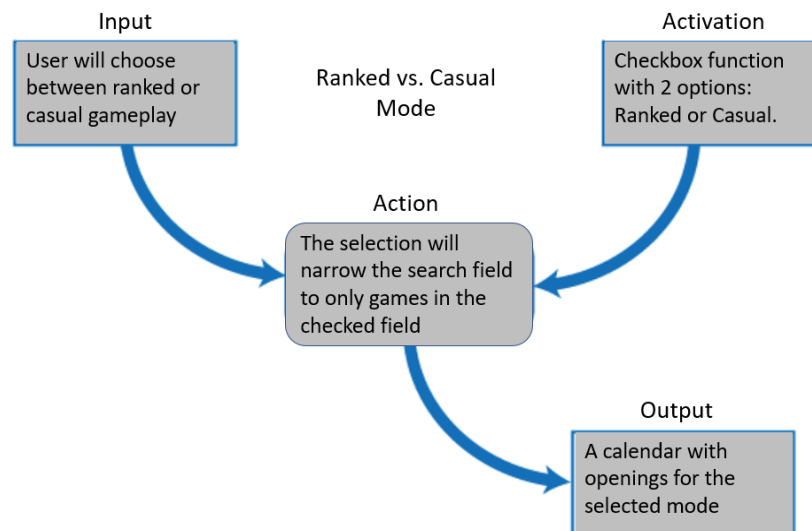 Input
User will choose
between ranked or
casual gameplay
Ranked vs. Casual
Mode
Activation
Checkbox function
with 2 options:
Ranked or Casual.
Action
The selection will
narrow the search field
to only games in the
checked field
Output
A calendar with
openings for the
selected mode